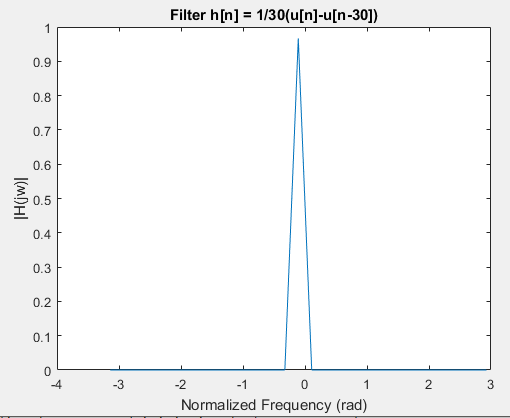 Filter h[n] = 1/30(u[n]-u[n-30])
1
0.9
0.8
0.7
0.6
0.5
0.4
0.3
0.2
0.1
0
|H(jw)|
-4 -3 -2 -1 0 1 2 3
Normalized Frequency (rad)